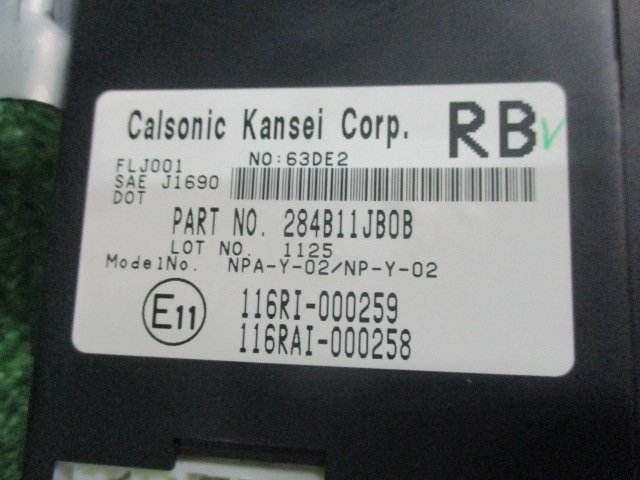 Calsonic Kansei Corp. RB
V
FLJ001 NO:63DE2
SAE J1690
DOT
PART NO. 284B11JB0B
LOT NO. 1125
ModelNo. NPA-Y-02/NP-Y-02
E11 116RI-000259
116RAI-000258